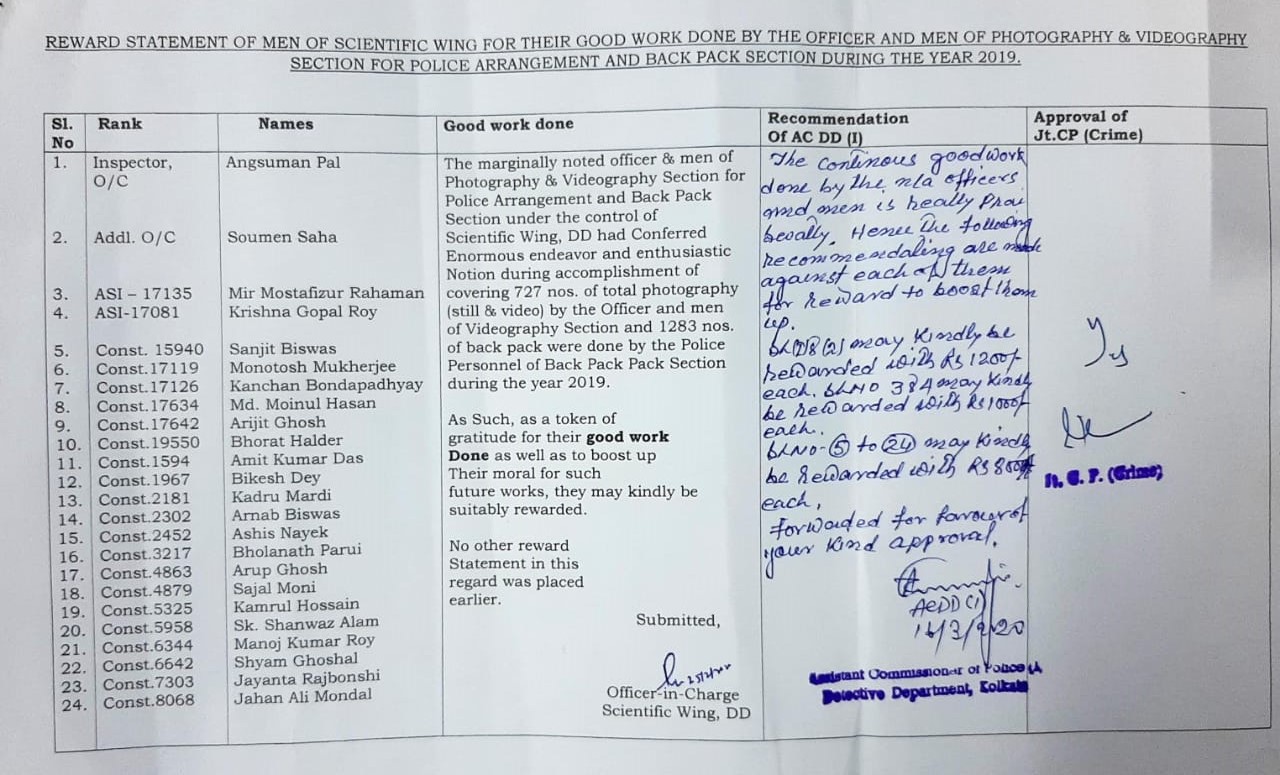 REWARD STATEMENT OF MEN OF SCIENTIFIC WING FOR THEIR GOOD WORK DONE BY THE OFFICER AND MEN OF PHOTOGRAPHY & VIDEOGRAPHY
SECTION FOR POLICE ARRANGEMENT AND BACK PACK SECTION DURING THE YEAR 2019.
Sl. No
Rank
Names
Good work done
Recommendation
Of AC DD (I)
Approval of
Jt.CP (Crime)
1. Inspector, O/C Angsuman Pal
2. Addl. O/C Soumen Saha
3. ASI – 17135 Mir Mostafizur Rahaman
4. ASI-17081 Krishna Gopal Roy
5. Const. 15940 Sanjit Biswas
6. Const.17119 Monotosh Mukherjee
7. Const.17126 Kanchan Bondapadhyay
8. Const.17634 Md. Moinul Hasan
9. Const.17642 Arijit Ghosh
10. Const.19550 Bhorat Halder
11. Const.1594 Amit Kumar Das
12. Const.1967 Bikesh Dey
13. Const.2181 Kadru Mardi
14. Const.2302 Arnab Biswas
15. Const.2452 Ashis Nayek
16. Const.3217 Bholanath Parui
17. Const.4863 Arup Ghosh
18. Const.4879 Sajal Moni
19. Const.5325 Kamrul Hossain
20. Const.5958 Sk. Shanwaz Alam
21. Const.6344 Manoj Kumar Roy
22. Const.6642 Shyam Ghoshal
23. Const.7303 Jayanta Rajbonshi
24. Const.8068 Jahan Ali Mondal
The marginally noted officer & men of
Photography & Videography Section for
Police Arrangement and Back Pack
Section under the control of
Scientific Wing, DD had Conferred
Enormous endeavor and enthusiastic
Notion during accomplishment of
covering 727 nos. of total photography
(still & video) by the Officer and men
of Videography Section and 1283 nos.
of back pack were done by the Police
Personnel of Back Pack Pack Section
during the year 2019.
As Such, as a token of
gratitude for their good work
Done as well as to boost up
Their moral for such
future works, they may kindly be
suitably rewarded.
No other reward
Statement in this
regard was placed
earlier.
Submitted,
Officer-in-Charge
Scientific Wing, DD
The continous good work
done by the n/a officers
and men is really
Hence the following
are made
against each of them
for reward to boost them
up.
(2) may kindly be
rewarded with Rs 1200/-
each. Sl.No 3&4 may kindly
be rewarded with Rs 1000/-
each.
Sl.No-5 to 24 may kindly
be rewarded with Rs 800/-
each,
forwaded for favour of
your kind approval.
ACDD(I)
16/3/2020
Assistant Commissioner of Police
Detective Department, Kolkata
Yes
Jt. C. P. (Crime)